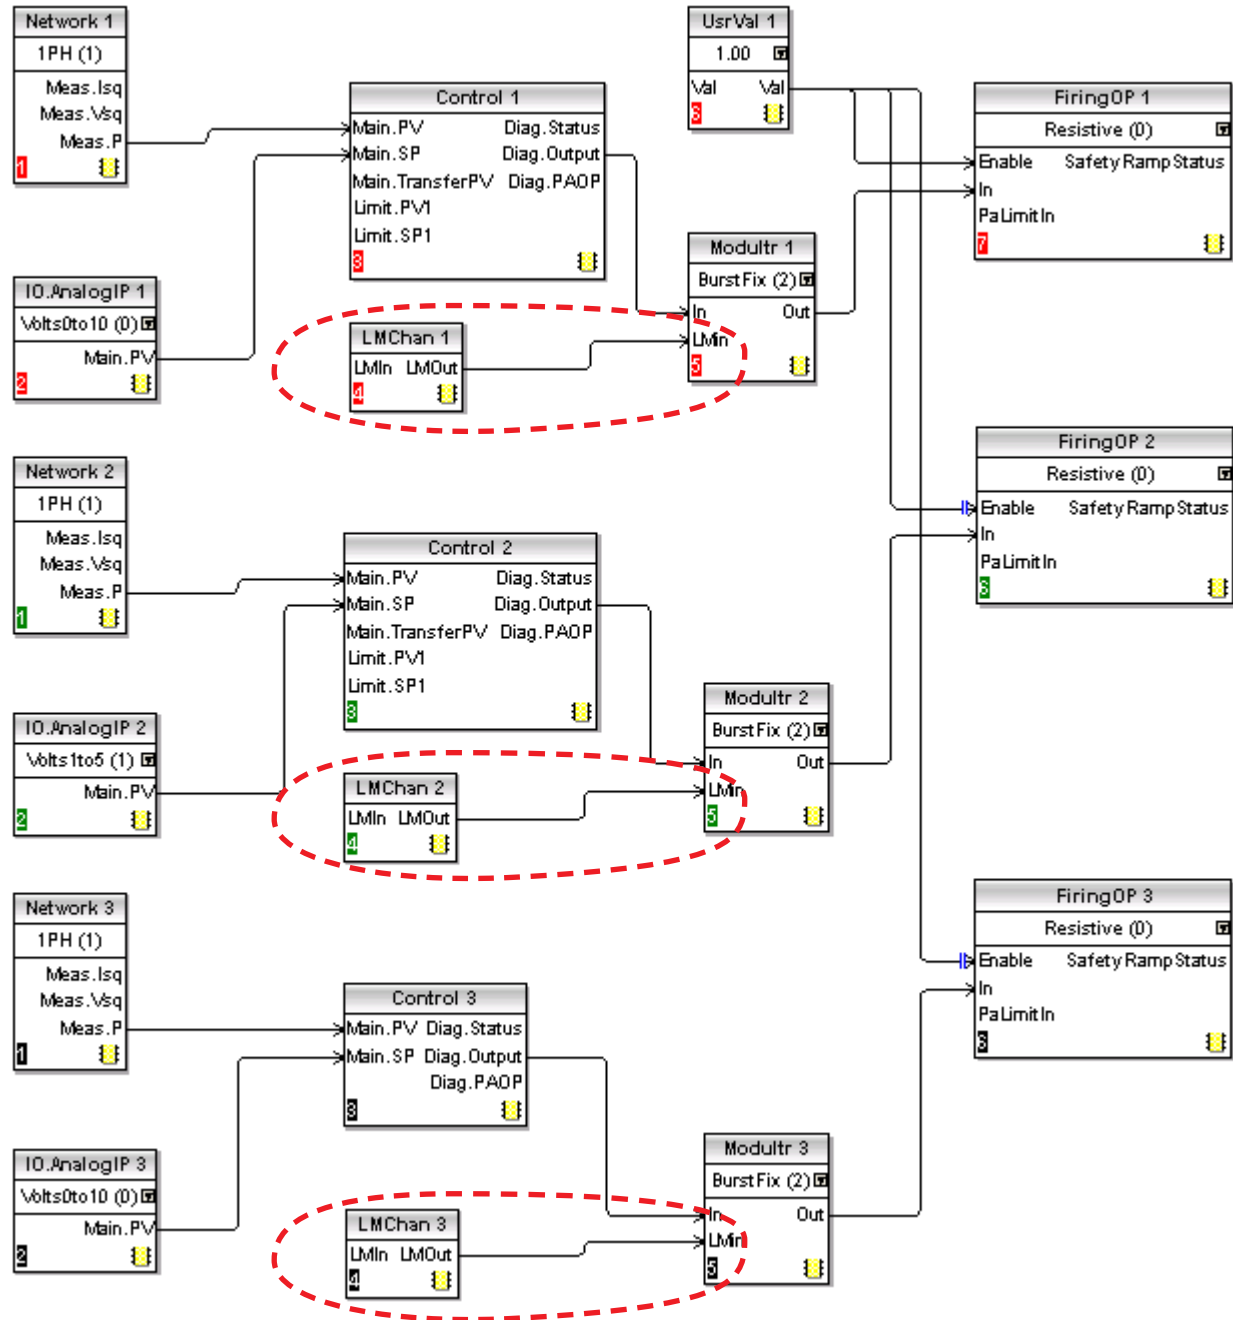 Network 1
1PH (1)
Meas.Isq
Meas.Vsq
Meas.P
1
IO.AnalogIP 1
Volts0to10 (0)
Main.PV
2
Control 1
Main.PV Diag.Status
Main.SP Diag.Output
Main.TransferPV Diag.PAOP
Limit.PV1
Limit.SP1
3
LMChan 1
LMIn LMOut
4
UsrVal 1
1.00
Val Val
6
Modultr 1
BurstFix (2)
In Out
LMin
5
FiringOP 1
Resistive (0)
Enable Safety Ramp Status
In
PaLimitIn
7
Network 2
1PH (1)
Meas.Isq
Meas.Vsq
Meas.P
1
IO.AnalogIP 2
Volts1to5 (1)
Main.PV
2
Control 2
Main.PV Diag.Status
Main.SP Diag.Output
Main.TransferPV Diag.PAOP
Limit.PV1
Limit.SP1
3
LMChan 2
LMIn LMOut
4
Modultr 2
BurstFix (2)
In Out
LMin
5
FiringOP 2
Resistive (0)
Enable Safety Ramp Status
In
PaLimitIn
6
Network 3
1PH (1)
Meas.Isq
Meas.Vsq
Meas.P
1
IO.AnalogIP 3
Volts0to10 (0)
Main.PV
2
Control 3
Main.PV Diag.Status
Main.SP Diag.Output
Diag.PAOP
3
LMChan 3
LMIn LMOut
4
Modultr 3
BurstFix (2)
In Out
LMin
5
FiringOP 3
Resistive (0)
Enable Safety Ramp Status
In
PaLimitIn
6